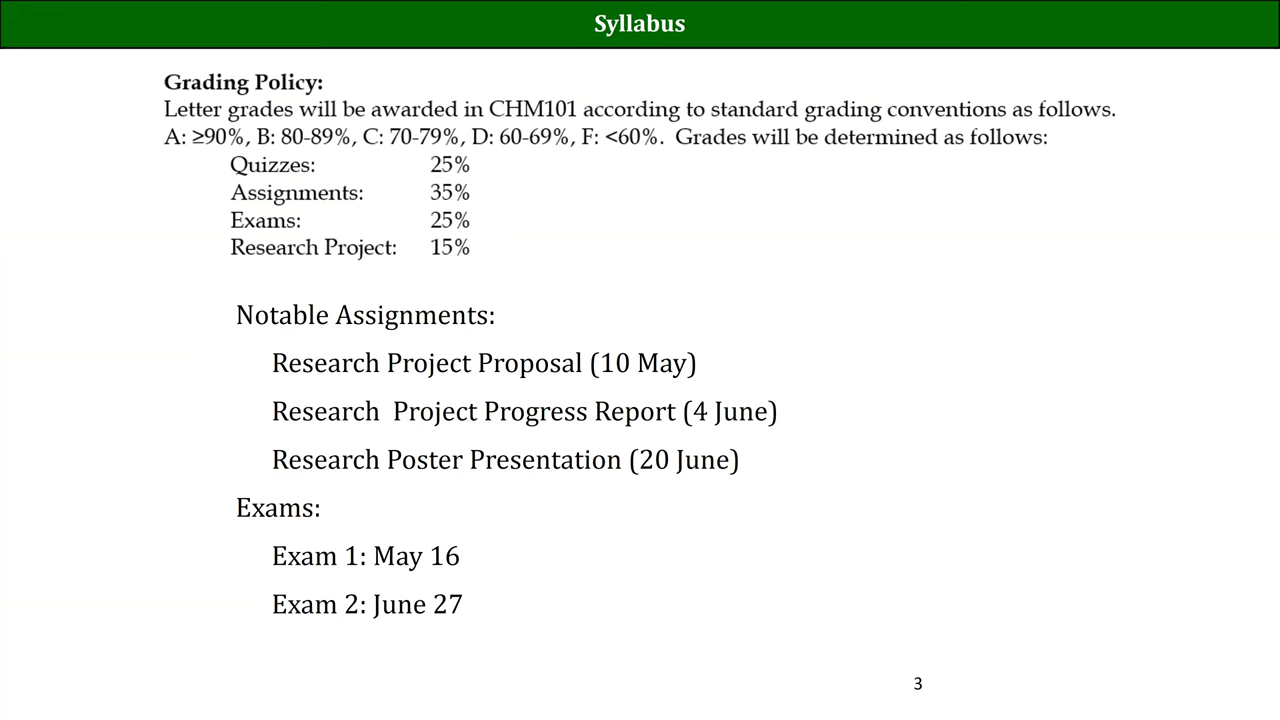 Syllabus
Grading Policy:
Letter grades will be awarded in CHM101 according to standard grading conventions as follows.
A: ≥90%, B: 80-89%, C: 70-79%, D: 60-69%, F: <60%.  Grades will be determined as follows:
Quizzes: 25%
Assignments: 35%
Exams: 25%
Research Project: 15%
Notable Assignments:
Research Project Proposal (10 May)
Research  Project Progress Report (4 June)
Research Poster Presentation (20 June)
Exams:
Exam 1: May 16
Exam 2: June 27
3